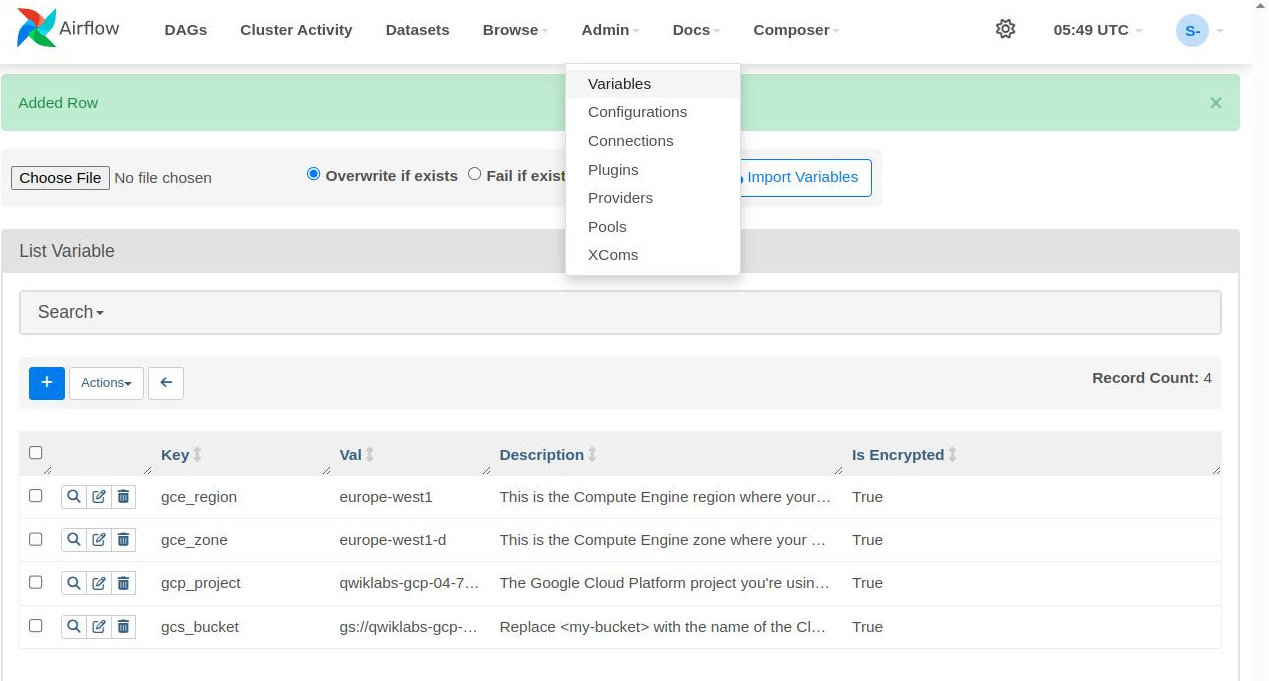 Airflow DAGs Cluster Activity Datasets Browse Admin Docs Composer 05:49 UTC S-
Added Row ×
Variables
Configurations
Connections
Plugins
Providers
Pools
XComs
Choose File No file chosen Overwrite if exists Fail if exist Import Variables
List Variable
Search
+ Actions Record Count: 4
Key Val Description Is Encrypted
gce_region europe-west1 This is the Compute Engine region where your… True
gce_zone europe-west1-d This is the Compute Engine zone where your … True
gcp_project qwiklabs-gcp-04-7… The Google Cloud Platform project you're usin… True
gcs_bucket gs://qwiklabs-gcp-… Replace <my-bucket> with the name of the Cl… True